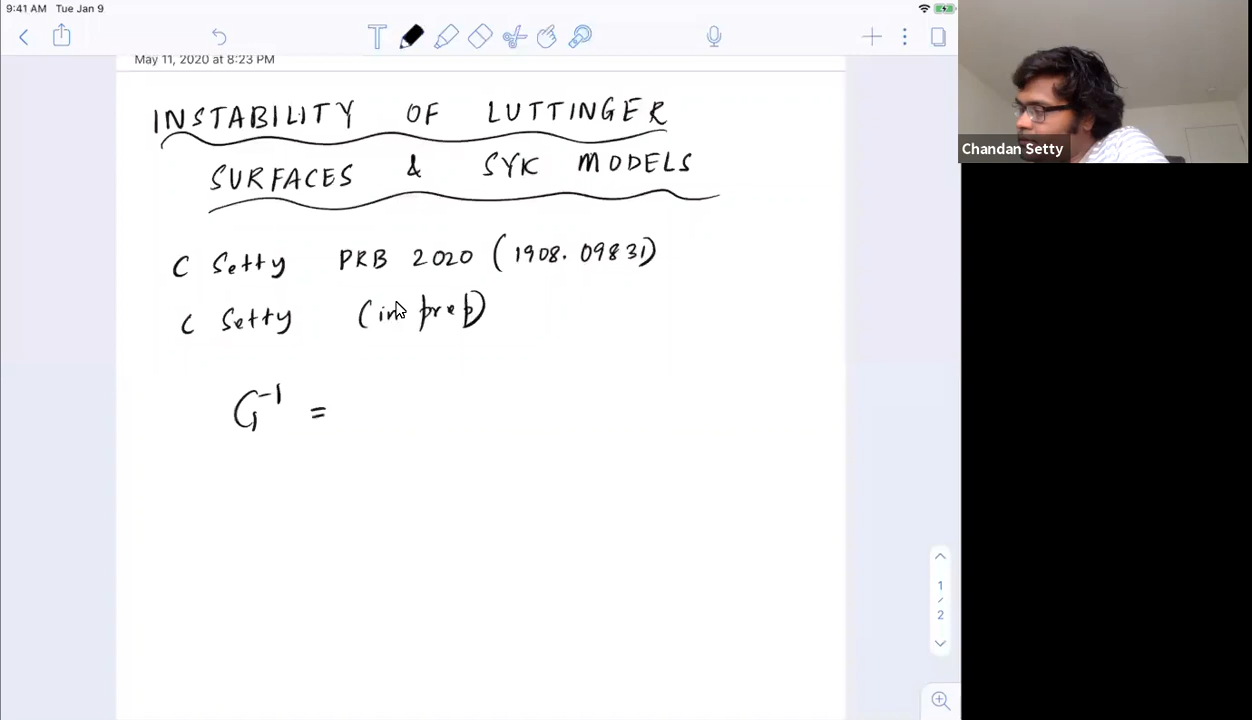 9:41 AM Tue Jan 9
May 11, 2020 at 8:23 PM
INSTABILITY OF LUTTINGER
SURFACES & SYK MODELS
C Setty PRB 2020 (1908.09831)
C Setty (in prep)
G⁻¹ =
Chandan Setty
T
1
/
2